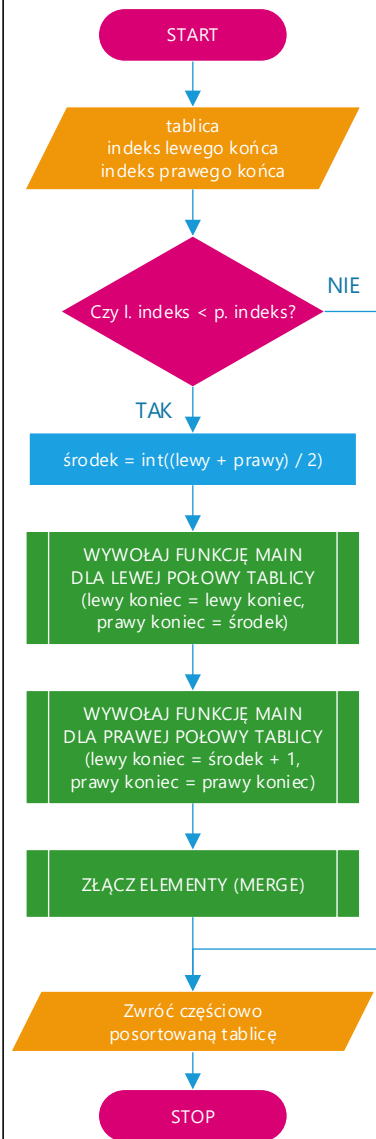 START
tablica
indeks lewego końca
indeks prawego końca
Czy l. indeks < p. indeks?
NIE
TAK
środek = int((lewy + prawy) / 2)
WYWOŁAJ FUNKCJĘ MAIN
DLA LEWEJ POŁOWY TABLICY
(lewy koniec = lewy koniec,
prawy koniec = środek)
WYWOŁAJ FUNKCJĘ MAIN
DLA PRAWEJ POŁOWY TABLICY
(lewy koniec = środek + 1,
prawy koniec = prawy koniec)
ZŁĄCZ ELEMENTY (MERGE)
Zwróć częściowo
posortowaną tablicę
STOP